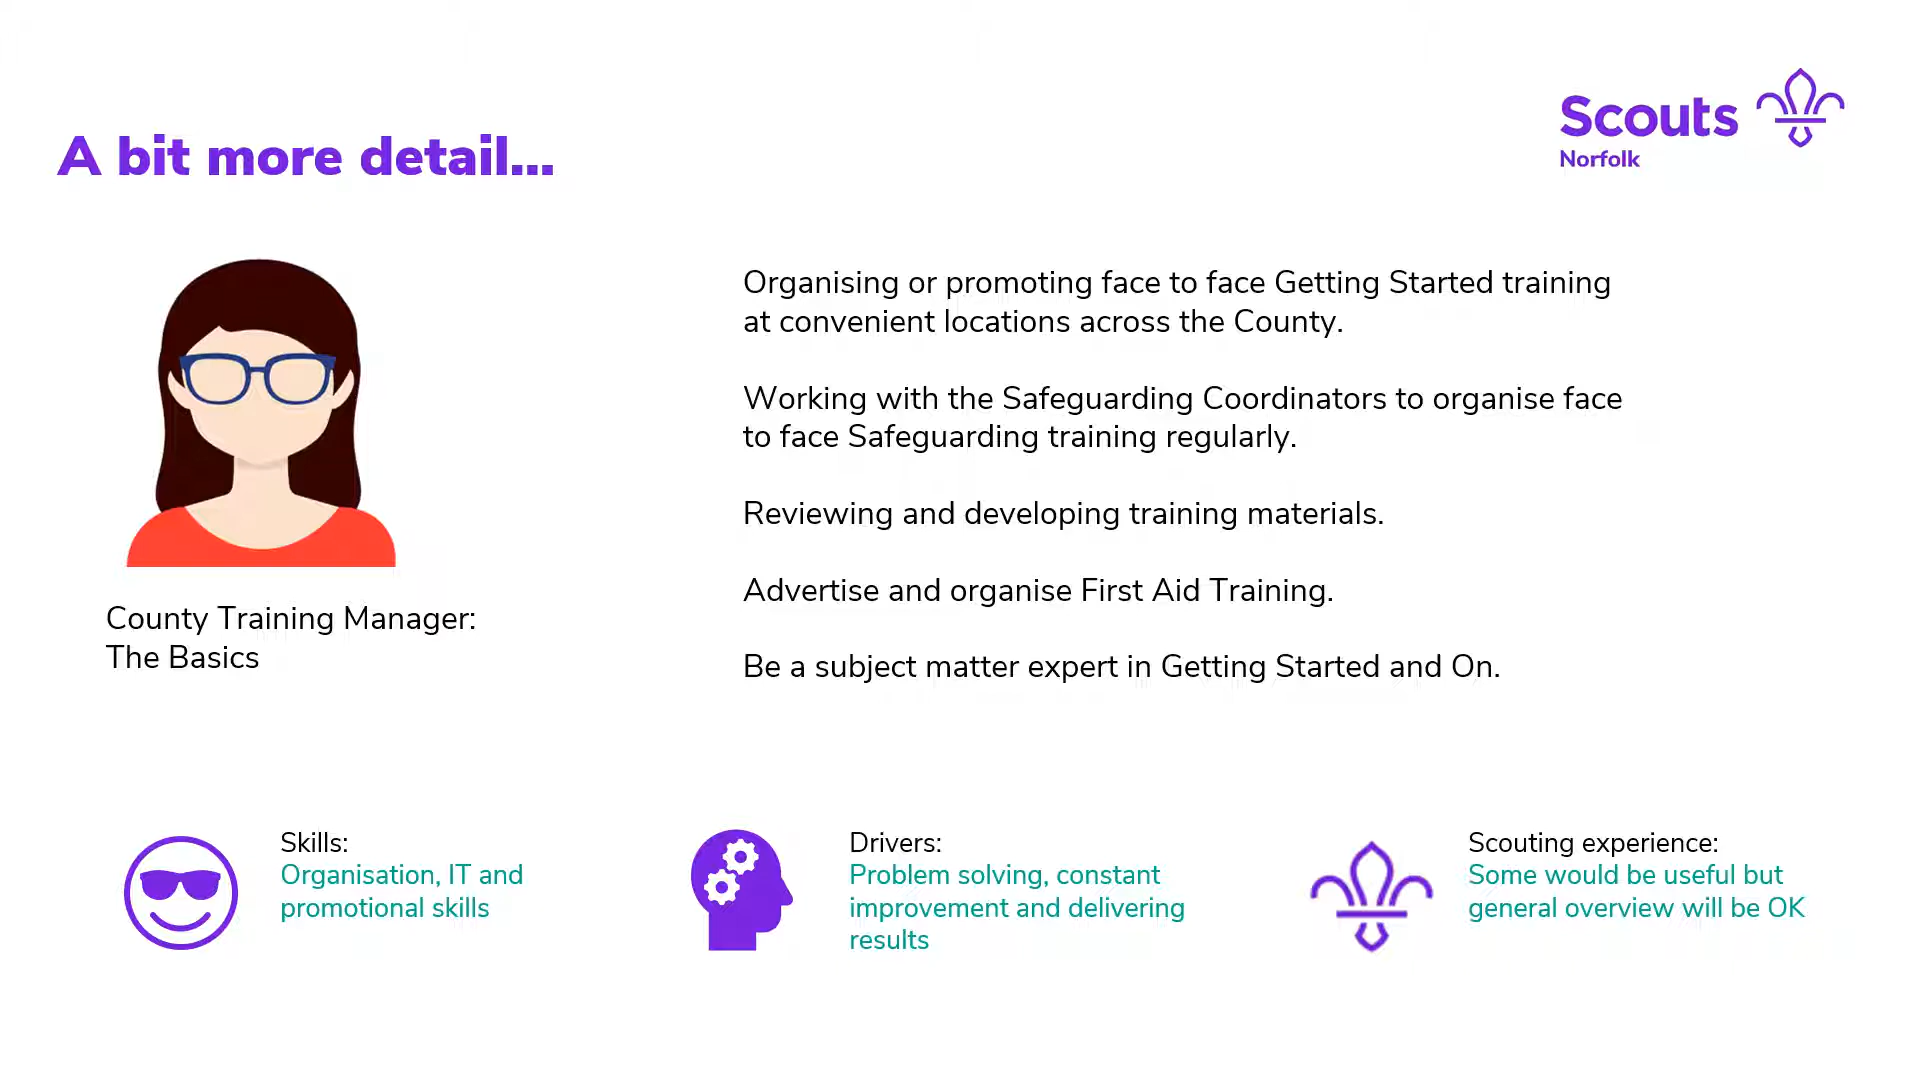 A bit more detail...
Scouts
Norfolk
Organising or promoting face to face Getting Started training
at convenient locations across the County.
Working with the Safeguarding Coordinators to organise face
to face Safeguarding training regularly.
Reviewing and developing training materials.
Advertise and organise First Aid Training.
Be a subject matter expert in Getting Started and On.
County Training Manager:
The Basics
Skills:
Organisation, IT and
promotional skills
Drivers:
Problem solving, constant
improvement and delivering
results
Scouting experience:
Some would be useful but
general overview will be OK